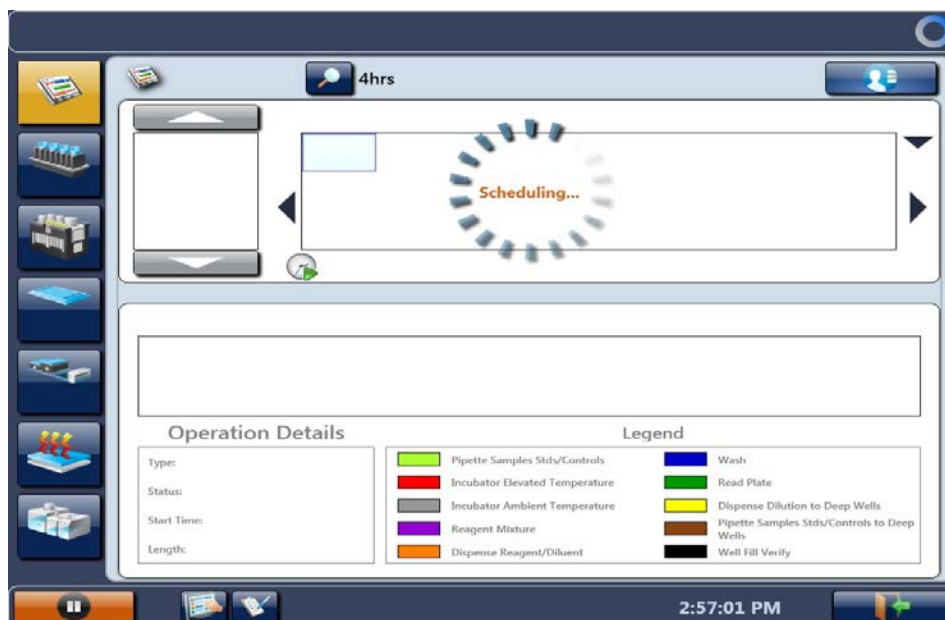 4hrs
Scheduling...
Operation Details
Type:
Status:
Start Time:
Length:
Legend
Pipette Samples Stds/Controls
Incubator Elevated Temperature
Incubator Ambient Temperature
Reagent Mixture
Dispense Reagent/Diluent
Wash
Read Plate
Dispense Dilution to Deep Wells
Pipette Samples Stds/Controls to Deep
Wells
Well Fill Verify
2:57:01 PM